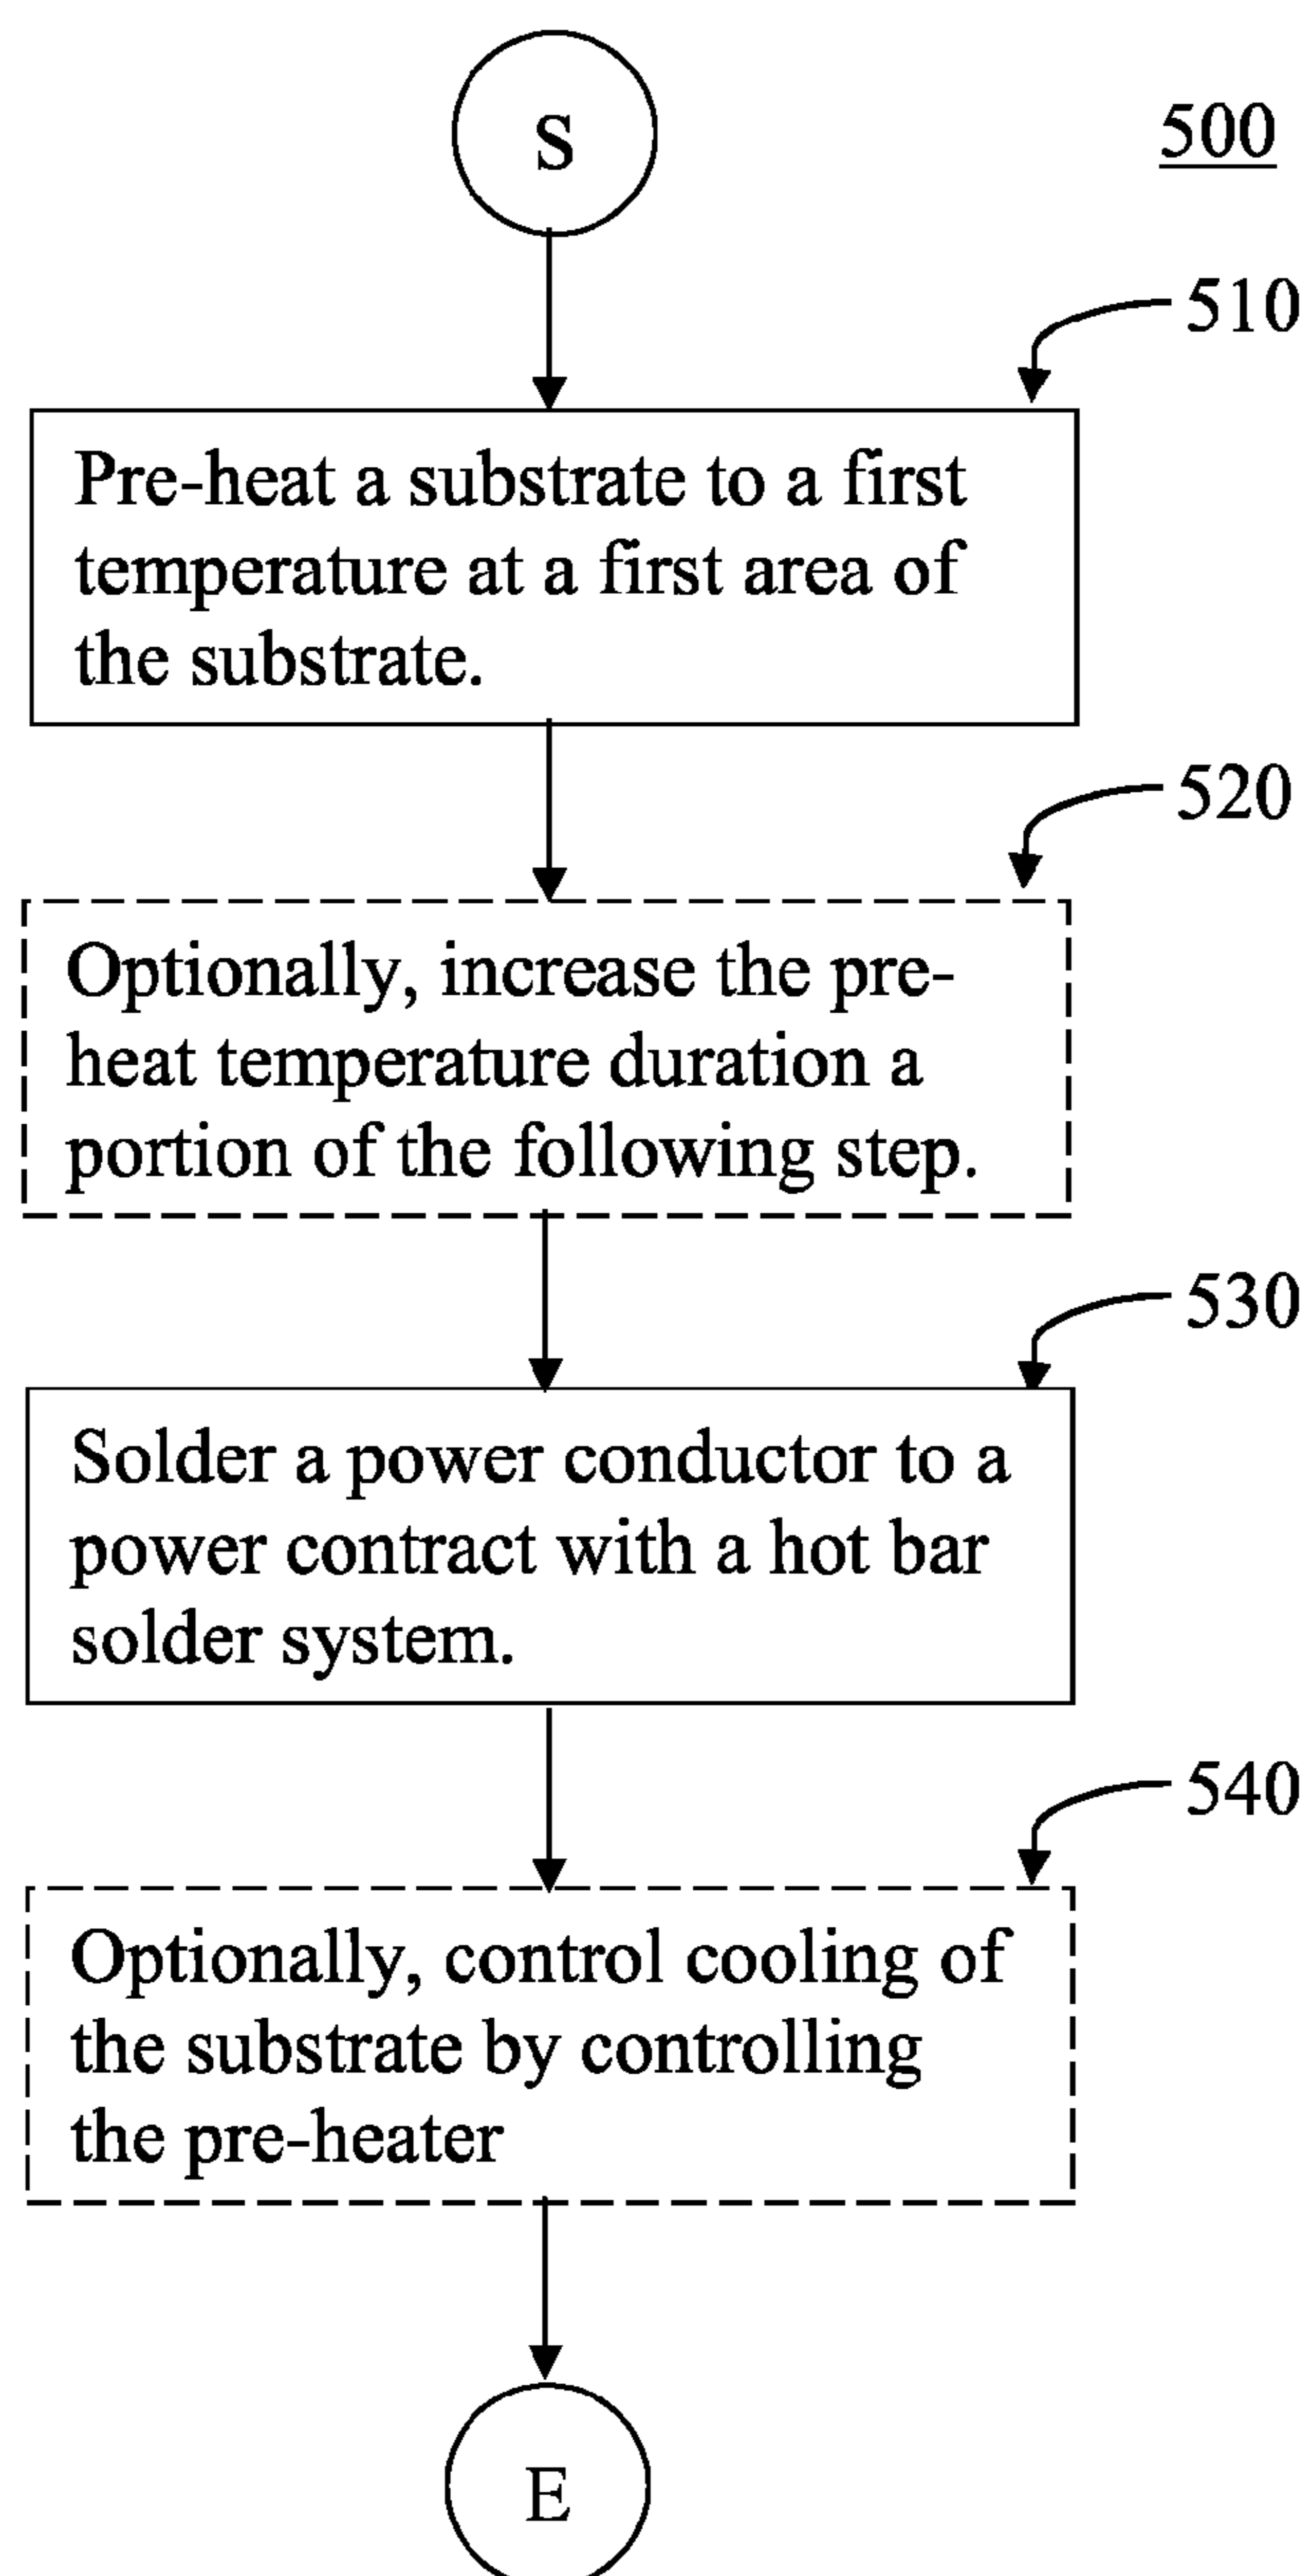 S
500
510
Pre-heat a substrate to a first
temperature at a first area of
the substrate.
520
Optionally, increase the pre-
heat temperature duration a
portion of the following step.
530
Solder a power conductor to a
power contract with a hot bar
solder system.
540
Optionally, control cooling of
the substrate by controlling
the pre-heater
E